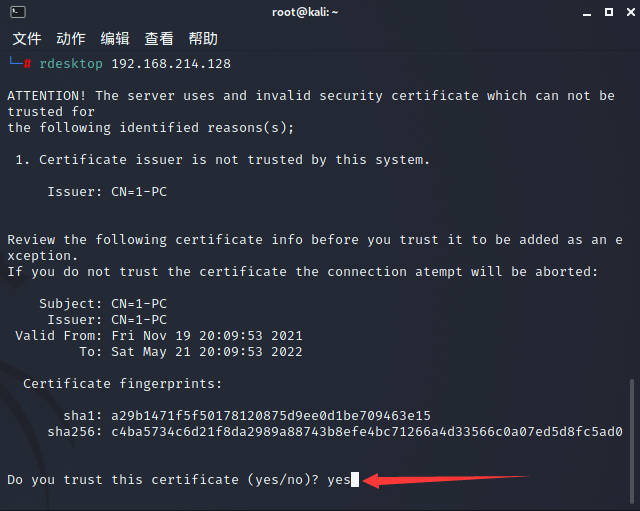 root@kali: ~
文件 动作 编辑 查看 帮助
└─# rdesktop 192.168.214.128
ATTENTION! The server uses and invalid security certificate which can not be
trusted for
the following identified reasons(s);
1. Certificate issuer is not trusted by this system.
Issuer: CN=1-PC
Review the following certificate info before you trust it to be added as an e
xception.
If you do not trust the certificate the connection atempt will be aborted:
Subject: CN=1-PC
Issuer: CN=1-PC
Valid From: Fri Nov 19 20:09:53 2021
To: Sat May 21 20:09:53 2022
Certificate fingerprints:
sha1: a29b1471f5f50178120875d9ee0d1be709463e15
sha256: c4ba5734c6d21f8da2989a88743b8efe4bc71266a4d33566c0a07ed5d8fc5ad0
Do you trust this certificate (yes/no)? yes